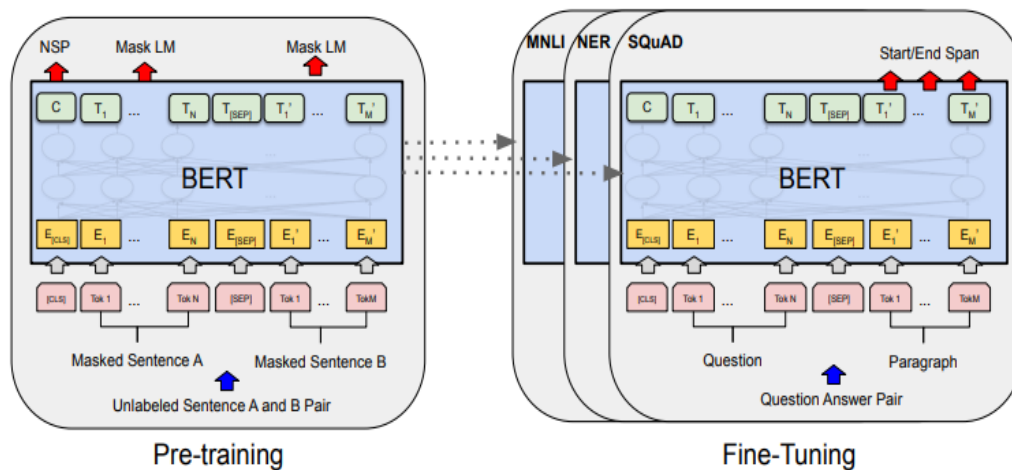 NSP Mask LM Mask LM
C T1 ... TN T[SEP] T1' ... TM'
BERT
E[CLS] E1 ... EN E[SEP] E1' ... EM'
[CLS] Tok 1 ... Tok N [SEP] Tok 1 ... TokM
Masked Sentence A Masked Sentence B
Unlabeled Sentence A and B Pair
Pre-training
MNLI NER SQuAD
Start/End Span
C T1 ... TN T[SEP] T1' ... TM'
BERT
E[CLS] E1 ... EN E[SEP] E1' ... EM'
[CLS] Tok 1 ... Tok N [SEP] Tok 1 ... TokM
Question Paragraph
Question Answer Pair
Fine-Tuning